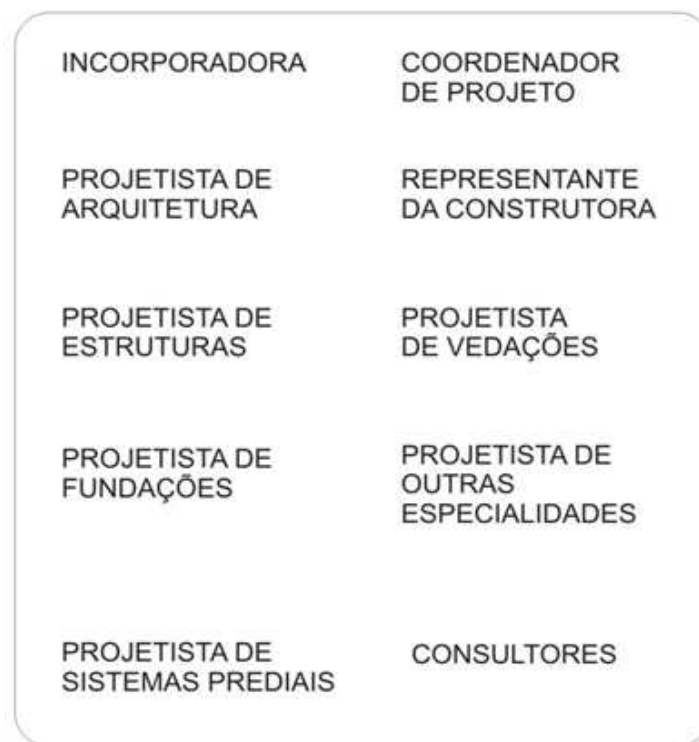 INCORPORADORA
COORDENADOR
DE PROJETO
PROJETISTA DE
ARQUITETURA
REPRESENTANTE
DA CONSTRUTORA
PROJETISTA DE
ESTRUTURAS
PROJETISTA
DE VEDAÇÕES
PROJETISTA DE
FUNDAÇÕES
PROJETISTA DE
OUTRAS
ESPECIALIDADES
PROJETISTA DE
SISTEMAS PREDIAIS
CONSULTORES